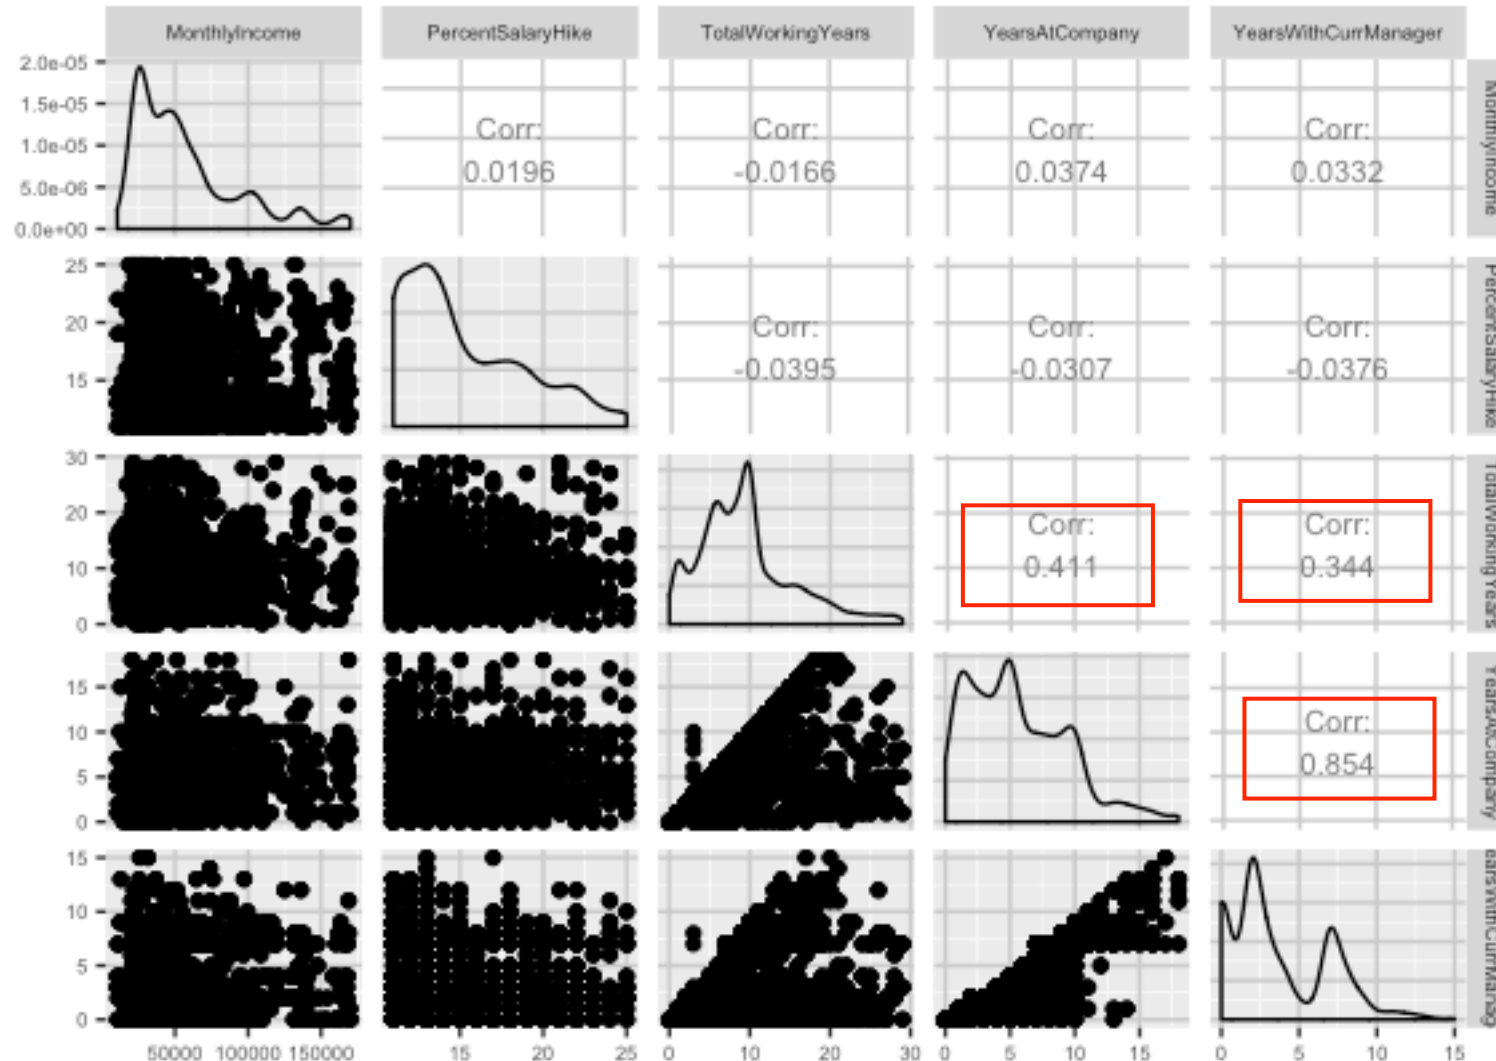 MonthlyIncome PercentSalaryHike TotalWorkingYears YearsAtCompany YearsWithCurrManager
2.0e-05
1.5e-05
1.0e-05
5.0e-06
0.0e+00
Corr:
0.0196
Corr:
-0.0166
Corr:
0.0374
Corr:
0.0332
MonthlyIncome
25
20
15
Corr:
-0.0395
Corr:
-0.0307
Corr:
-0.0376
PercentSalaryHike
30
20
10
0
Corr:
0.411
Corr:
0.344
TotalWorkingYears
15
10
5
0
Corr:
0.854
YearsAtCompany
15
10
5
0
earsWithCurrManag
50000 100000 150000
15 20 25
0 10 20 30
0 5 10 15
0 5 10 15